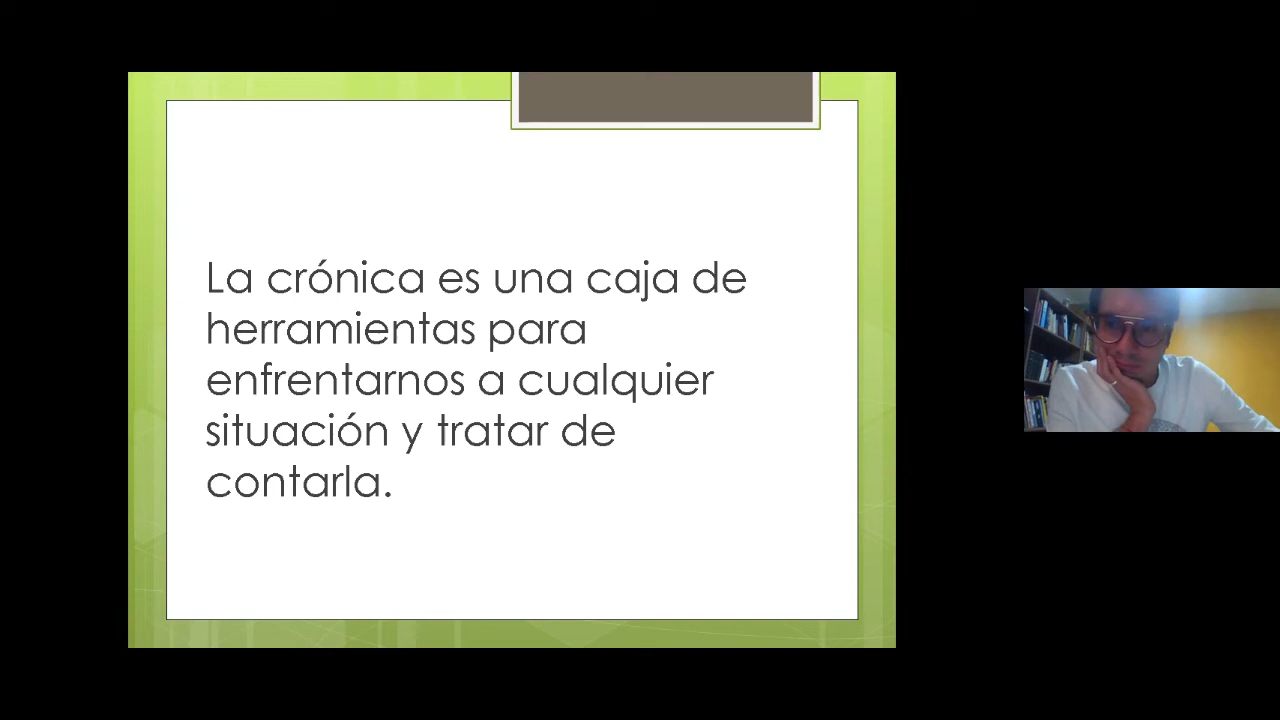 La crónica es una caja de
herramientas para
enfrentarnos a cualquier
situación y tratar de
contarla.